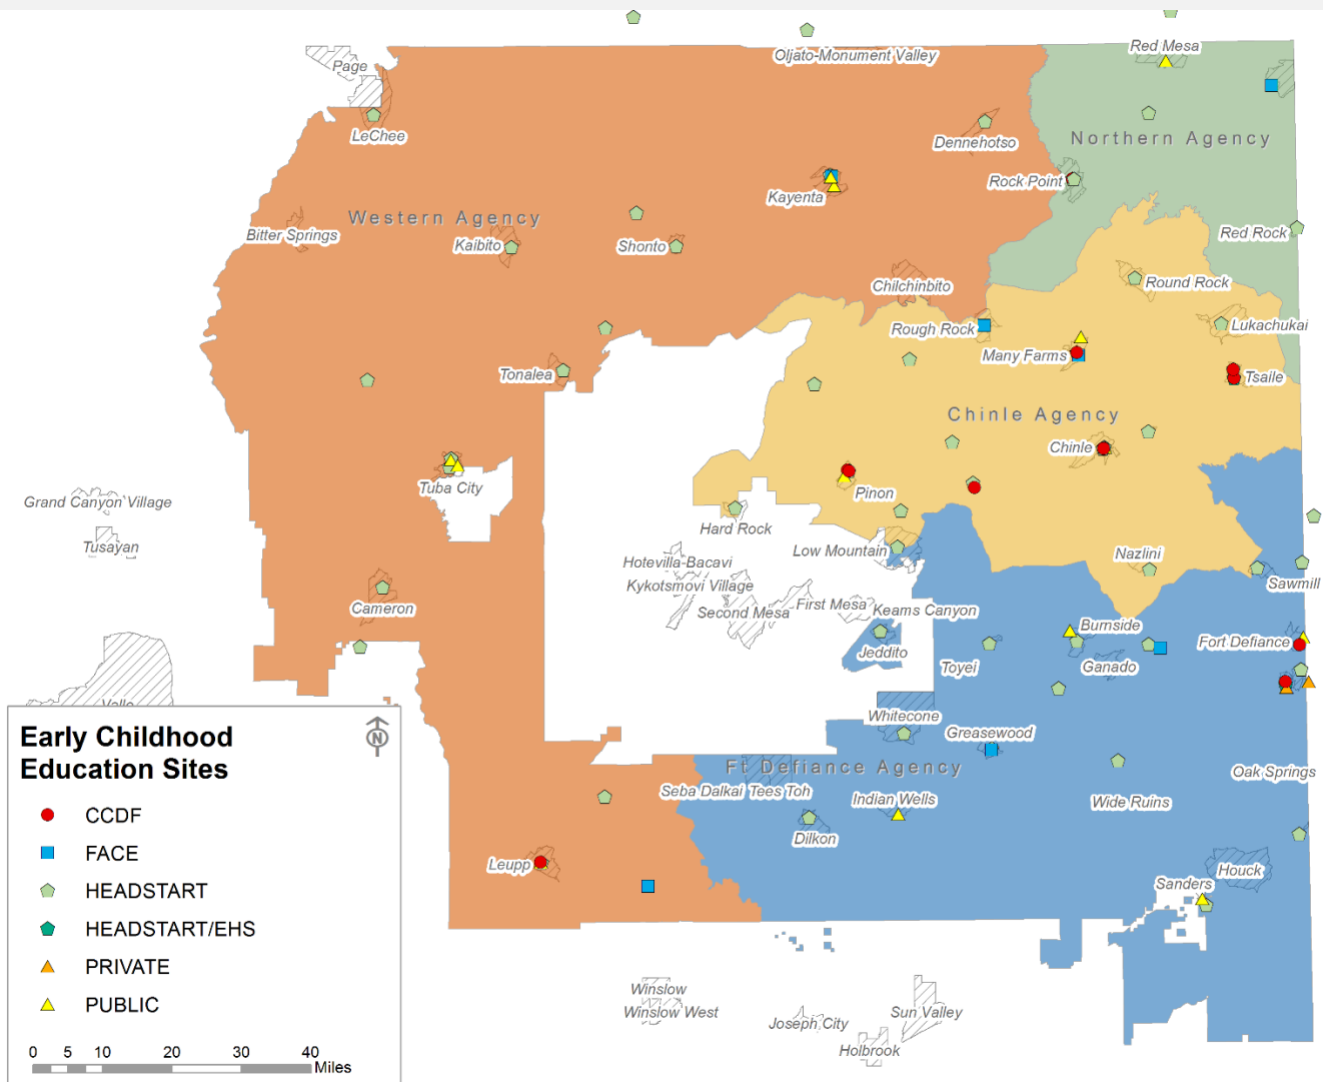 Red Mesa
Oljato-Monument Valley
Page
LeChee
Dennehotso
Northern Agency
Rock Point
Kayenta
Western Agency
Bitter Springs
Kaibito
Shonto
Red Rock
Chilchinbito
Round Rock
Rough Rock
Lukachukai
Many Farms
Tonalea
Tsaile
Chinle Agency
Chinle
Tuba City
Pinon
Grand Canyon Village
Hard Rock
Tusayan
Low Mountain
Nazlini
Hotevilla-Bacavi
Sawmill
Kykotsmovi Village
Cameron
Second Mesa
First Mesa
Keams Canyon
Burnside
Fort Defiance
Jeddito
Toyei
Ganado
Valle
Whitecone
Greasewood
Ft Defiance Agency
Oak Springs
Seba Dalkai
Tees Toh
Indian Wells
Wide Ruins
Dilkon
Leupp
Houck
Sanders
Winslow
Winslow West
Joseph City
Sun Valley
Holbrook
Early Childhood
Education Sites
N
CCDF
FACE
HEADSTART
HEADSTART/EHS
PRIVATE
PUBLIC
0 5 10 20 30 40
Miles